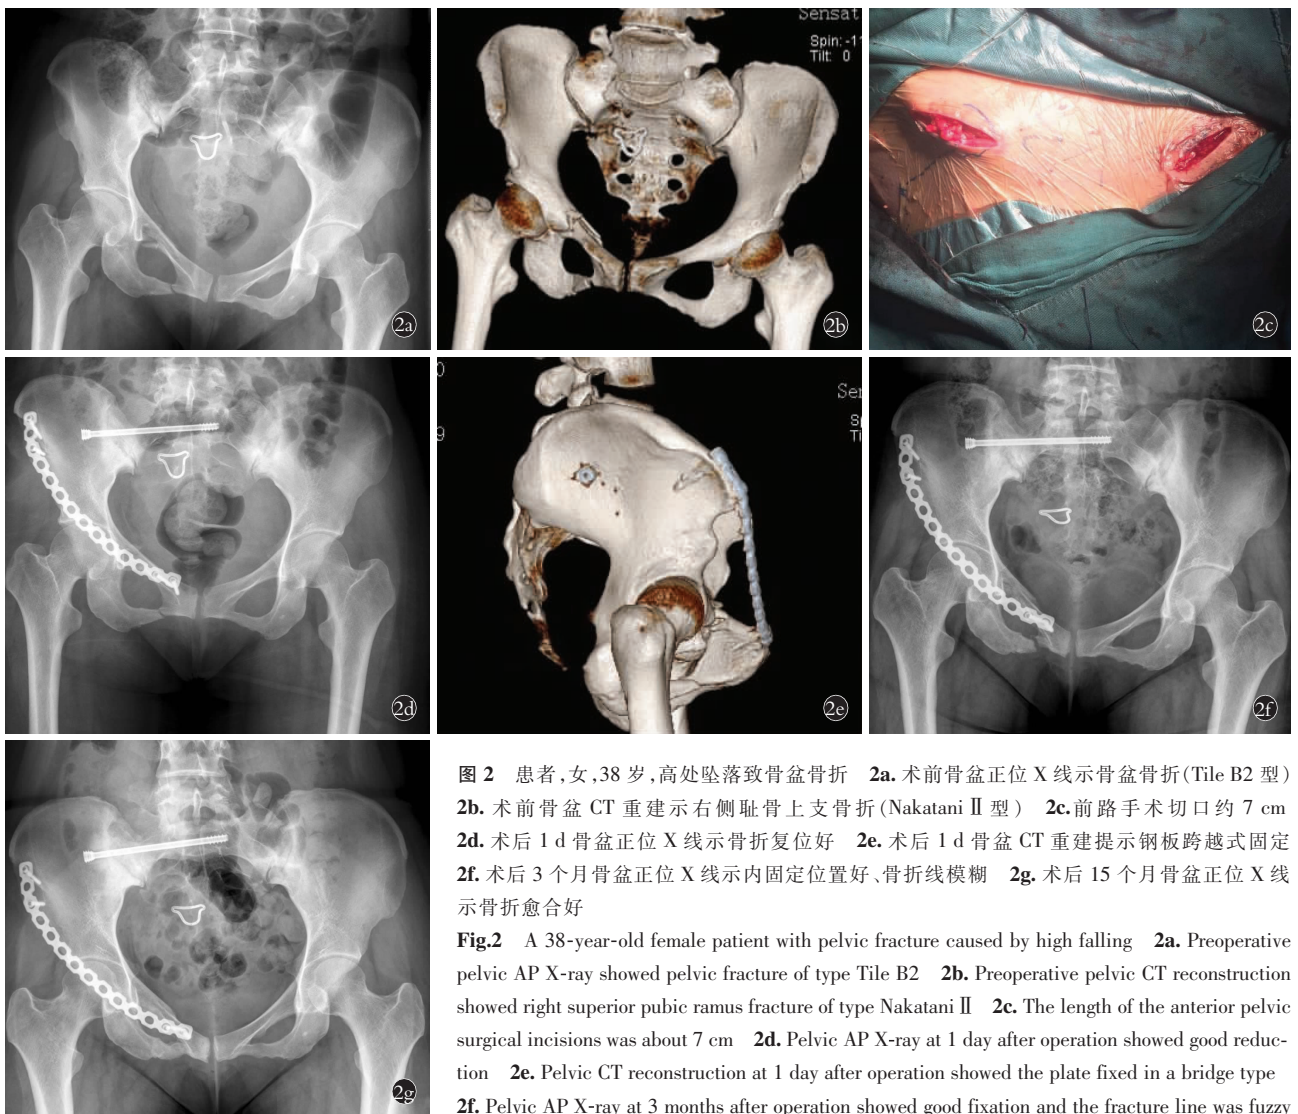 2a
Sensat
Spin: -11
Tilt: 0
2b
2c
2d
0
9
Sen
2e
2f
2g
图 2 患者,女,38 岁,高处坠落致骨盆骨折 2a. 术前骨盆正位 X 线示骨盆骨折(Tile B2 型)
2b. 术前骨盆 CT 重建示右侧耻骨上支骨折(Nakatani Ⅱ 型) 2c.前路手术切口约 7 cm
2d. 术后 1 d 骨盆正位 X 线示骨折复位好 2e. 术后 1 d 骨盆 CT 重建提示钢板跨越式固定
2f. 术后 3 个月骨盆正位 X 线示内固定位置好、骨折线模糊 2g. 术后 15 个月骨盆正位 X 线
示骨折愈合好
Fig.2 A 38-year-old female patient with pelvic fracture caused by high falling 2a. Preoperative
pelvic AP X-ray showed pelvic fracture of type Tile B2 2b. Preoperative pelvic CT reconstruction
showed right superior pubic ramus fracture of type Nakatani Ⅱ 2c. The length of the anterior pelvic
surgical incisions was about 7 cm 2d. Pelvic AP X-ray at 1 day after operation showed good reduc-
tion 2e. Pelvic CT reconstruction at 1 day after operation showed the plate fixed in a bridge type
2f. Pelvic AP X-ray at 3 months after operation showed good fixation and the fracture line was fuzzy